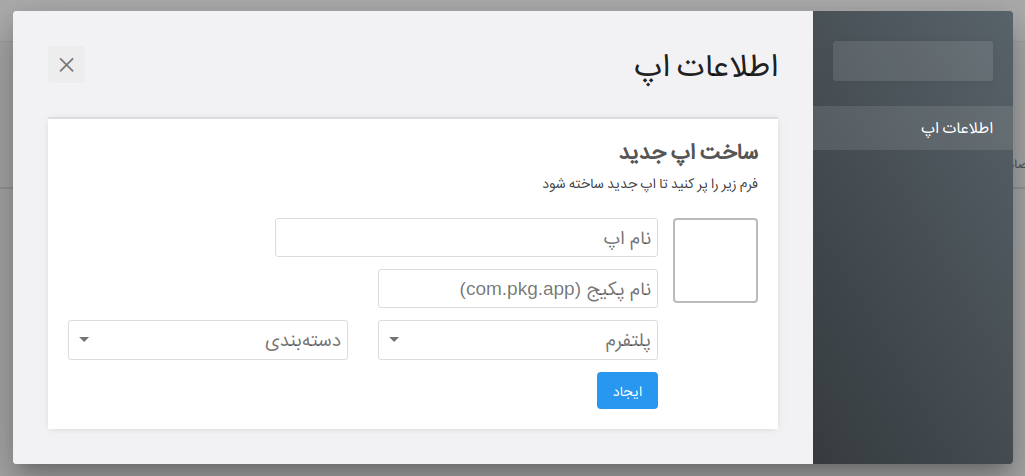 اطلاعات اپ
اطلاعات اپ
ساخت اپ جدید
فرم زیر را پر کنید تا اپ جدید ساخته شود
نام اپ
نام پکیج (com.pkg.app)
پلتفرم
دسته‌بندی
ایجاد